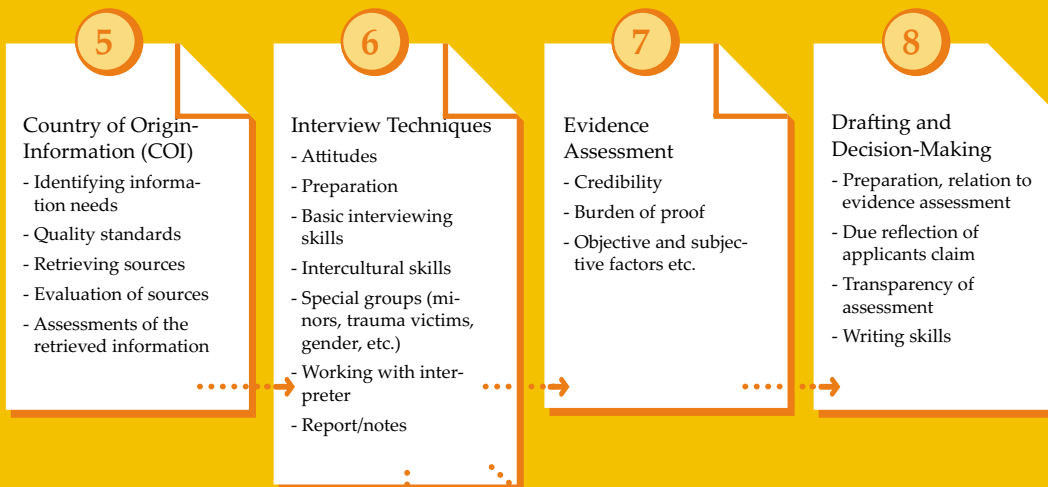 5
Country of Origin-
Information (COI)
- Identifying informa-
tion needs
- Quality standards
- Retrieving sources
- Evaluation of sources
- Assessments of the
retrieved information
6
Interview Techniques
- Attitudes
- Preparation
- Basic interviewing
skills
- Intercultural skills
- Special groups (mi-
nors, trauma victims,
gender, etc.)
- Working with inter-
preter
- Report/notes
7
Evidence
Assessment
- Credibility
- Burden of proof
- Objective and subjec-
tive factors etc.
8
Drafting and
Decision-Making
- Preparation, relation to
evidence assessment
- Due reflection of
applicants claim
- Transparency of
assessment
- Writing skills